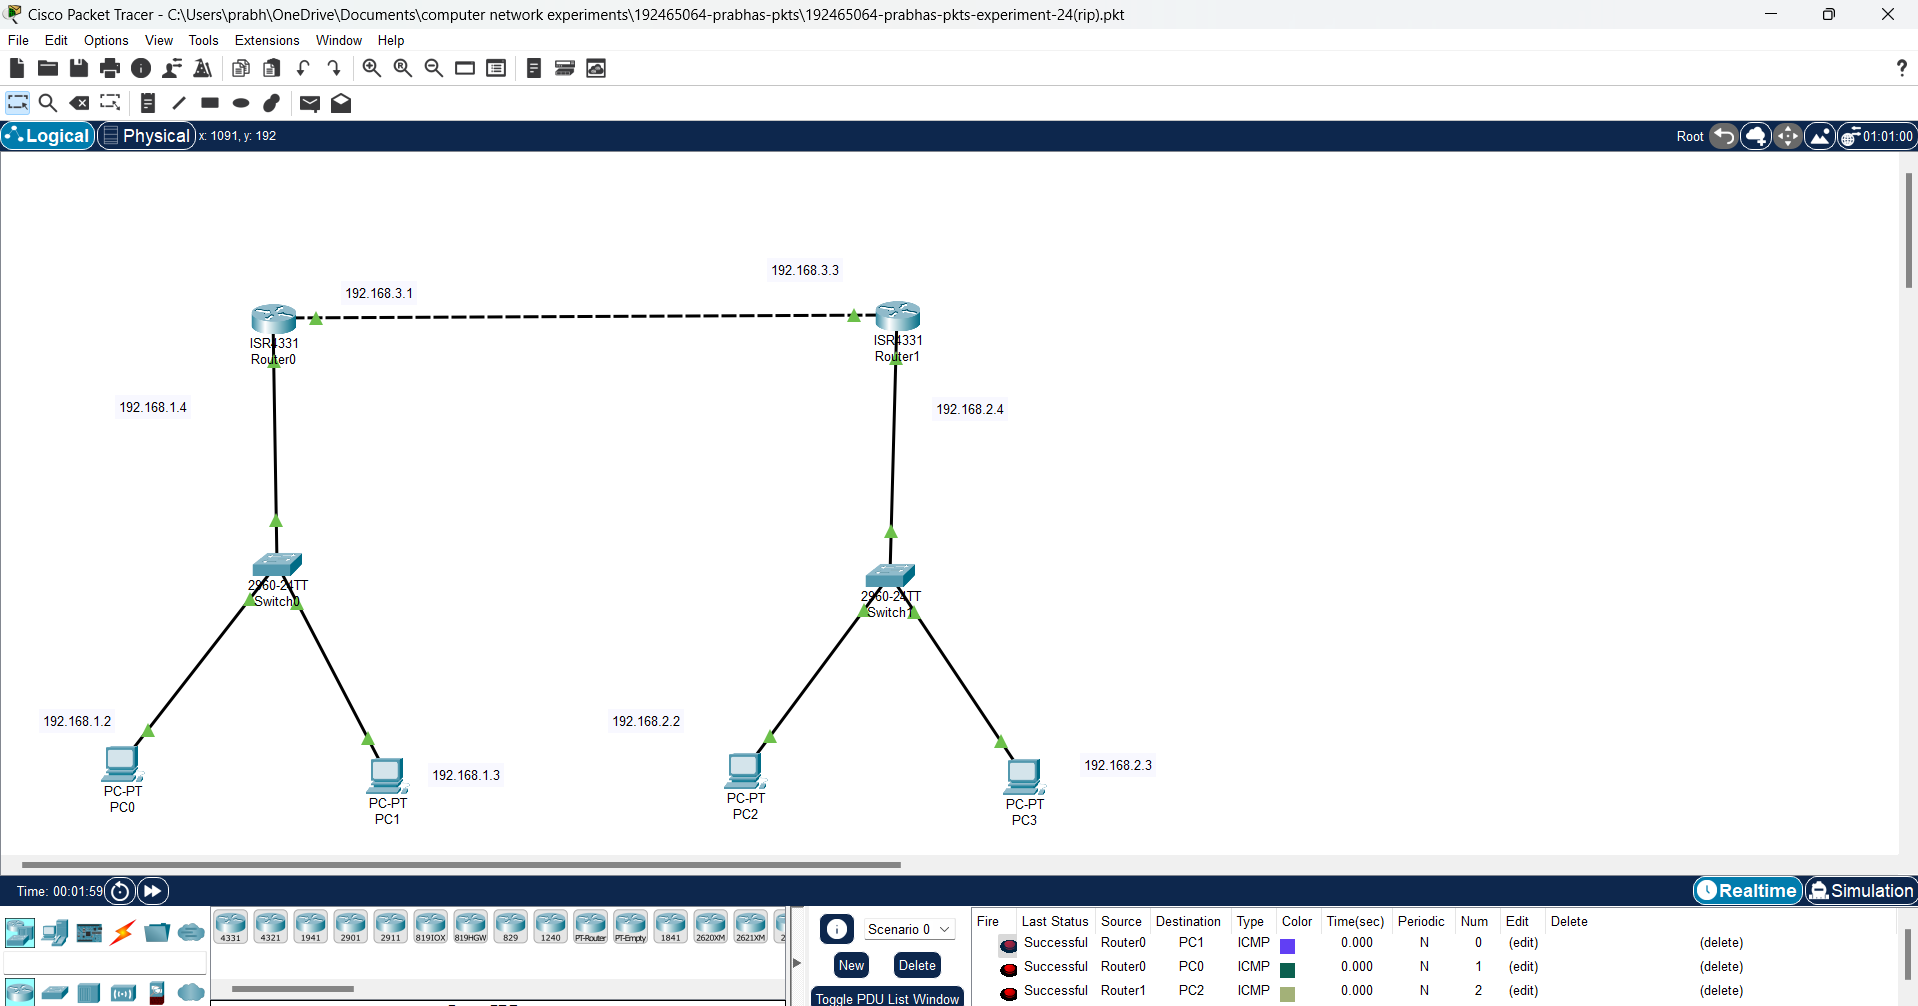 Cisco Packet Tracer - C:\Users\prabh\OneDrive\Documents\computer network experiments\192465064-prabhas-pkts\192465064-prabhas-pkts-experiment-24(rip).pkt
File Edit Options View Tools Extensions Window Help
?
Logical Physical x: 1091, y: 192 Root 01:01:00
192.168.3.3
192.168.3.1
ISR4331
Router0
ISR4331
Router1
192.168.1.4
192.168.2.4
2960-24TT
Switch0
2960-24TT
Switch1
192.168.1.2
192.168.2.2
192.168.1.3
192.168.2.3
PC-PT
PC0
PC-PT
PC1
PC-PT
PC2
PC-PT
PC3
Time: 00:01:59 Realtime Simulation
4331 4321 1941 2901 2911 819IOX 819HGW 829 1240 PT-Router PT-Empty 1841 2620XM 2621XM
Scenario 0
New Delete
Toggle PDU List Window
Fire Last Status Source Destination Type Color Time(sec) Periodic Num Edit Delete
Successful Router0 PC1 ICMP 0.000 N 0 (edit) (delete)
Successful Router0 PC0 ICMP 0.000 N 1 (edit) (delete)
Successful Router1 PC2 ICMP 0.000 N 2 (edit) (delete)